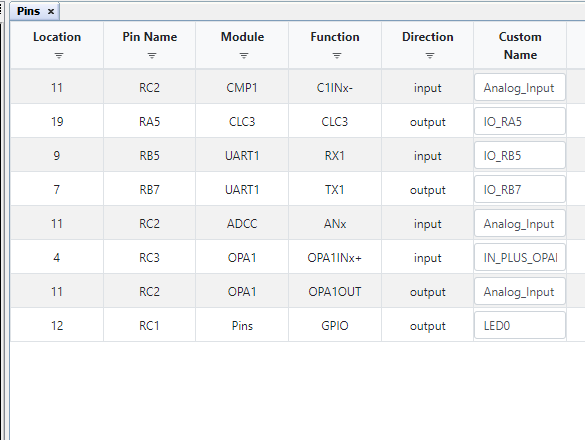 Pins ×
Location Pin Name Module Function Direction Custom Name
11 RC2 CMP1 C1INx- input Analog_Input
19 RA5 CLC3 CLC3 output IO_RA5
9 RB5 UART1 RX1 input IO_RB5
7 RB7 UART1 TX1 output IO_RB7
11 RC2 ADCC ANx input Analog_Input
4 RC3 OPA1 OPA1INx+ input IN_PLUS_OPA
11 RC2 OPA1 OPA1OUT output Analog_Input
12 RC1 Pins GPIO output LED0